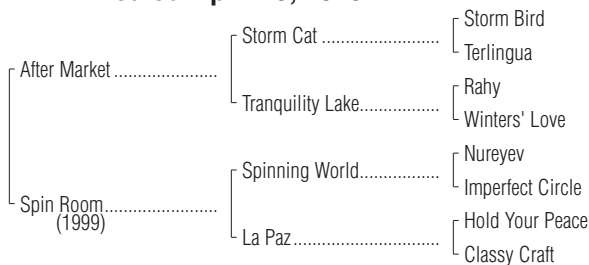 Storm Bird
Storm Cat ........................
Terlingua
After Market .....................
Rahy
Tranquility Lake................
Winters' Love
Nureyev
Spinning World................
Imperfect Circle
Spin Room.......................
(1999)
Hold Your Peace
La Paz..............................
Classy Craft